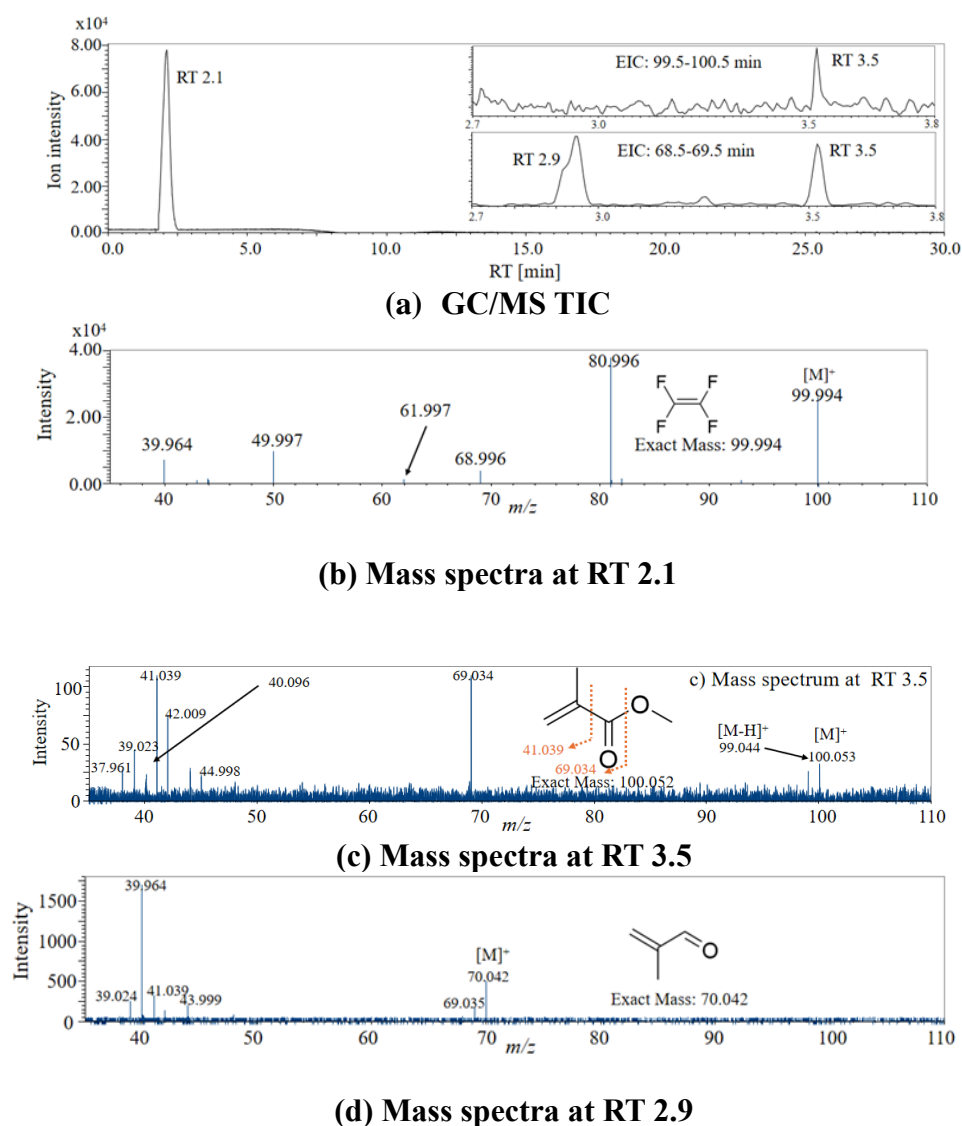 x10⁴
8.00
6.00
4.00
2.00
0.00
Ion intensity
RT 2.1
EIC: 99.5-100.5 min
RT 3.5
2.7 3.0 3.5 3.8
RT 2.9
EIC: 68.5-69.5 min
RT 3.5
2.7 3.0 3.5 3.8
0.0 5.0 10.0 15.0 20.0 25.0 30.0
RT [min]
(a) GC/MS TIC
x10⁴
4.00
2.00
0.00
Intensity
39.964
49.997
61.997
68.996
80.996
F F
F F
Exact Mass: 99.994
[M]⁺
99.994
40 50 60 70 80 90 100 110
m/z
(b) Mass spectra at RT 2.1
100
50
0
Intensity
41.039
40.096
42.009
39.023
37.961
44.998
69.034
O
O
41.039
69.034
Exact Mass: 100.052
c) Mass spectrum at RT 3.5
[M-H]⁺
99.044
[M]⁺
100.053
40 50 60 70 80 90 100 110
m/z
(c) Mass spectra at RT 3.5
1500
1000
500
0
Intensity
39.964
39.024
41.039
43.999
[M]⁺
70.042
69.035
O
Exact Mass: 70.042
40 50 60 70 80 90 100 110
m/z
(d) Mass spectra at RT 2.9